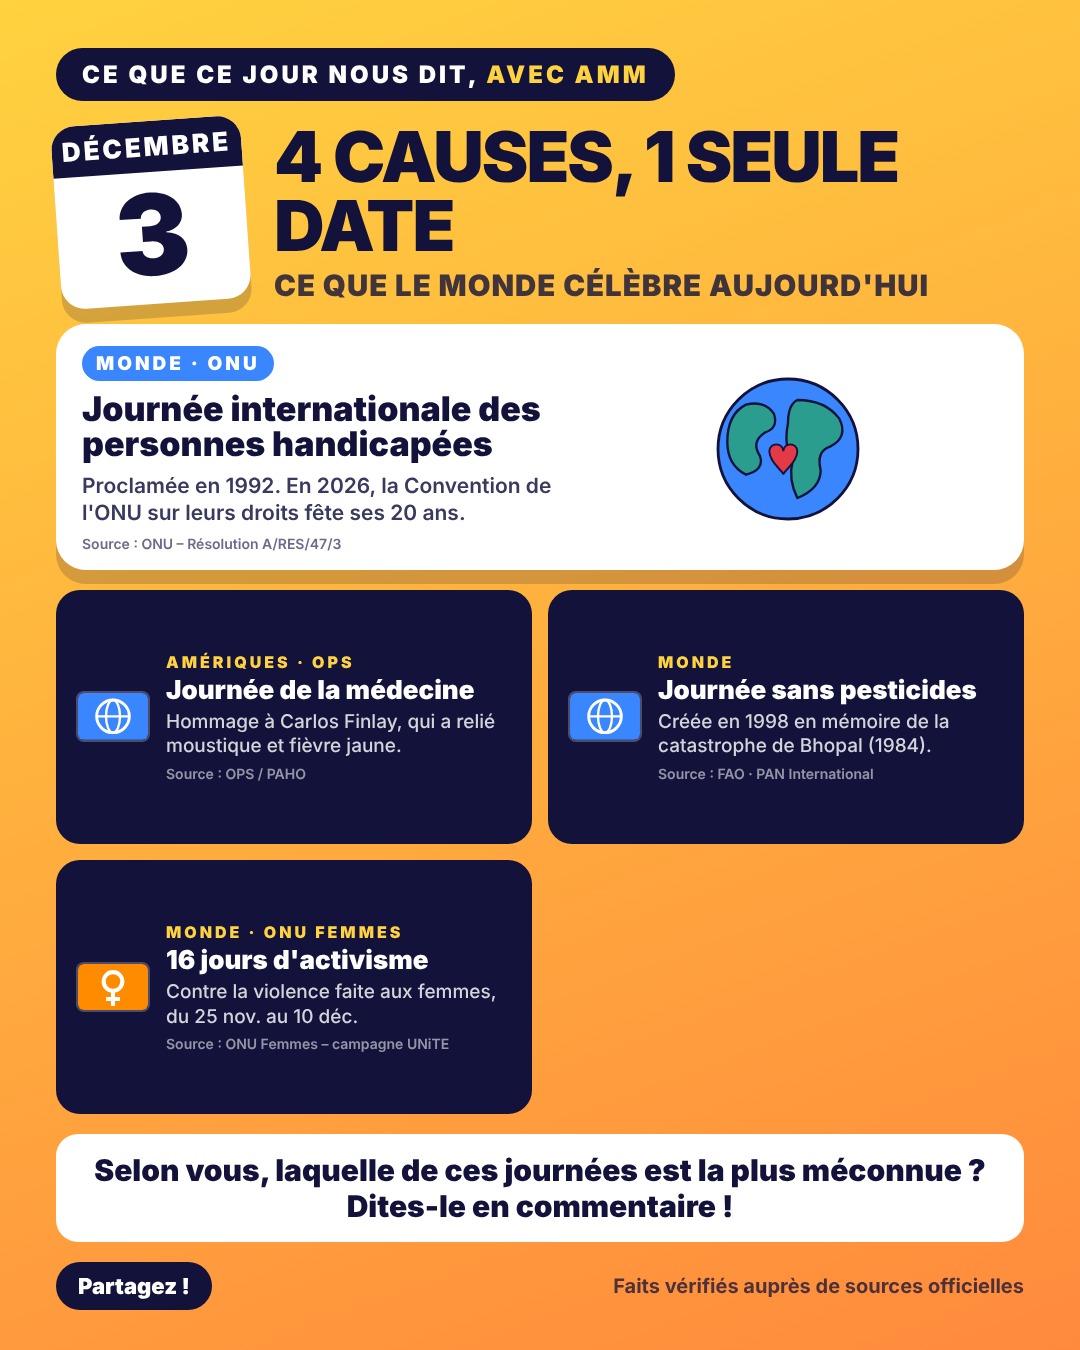 CE QUE CE JOUR NOUS DIT, AVEC AMM
DÉCEMBRE
3
4 CAUSES, 1 SEULE
DATE
CE QUE LE MONDE CÉLÈBRE AUJOURD'HUI
MONDE · ONU
Journée internationale des
personnes handicapées
Proclamée en 1992. En 2026, la Convention de
l'ONU sur leurs droits fête ses 20 ans.
Source : ONU – Résolution A/RES/47/3
AMÉRIQUES · OPS
Journée de la médecine
Hommage à Carlos Finlay, qui a relié
moustique et fièvre jaune.
Source : OPS / PAHO
MONDE
Journée sans pesticides
Créée en 1998 en mémoire de la
catastrophe de Bhopal (1984).
Source : FAO · PAN International
MONDE · ONU FEMMES
16 jours d'activisme
Contre la violence faite aux femmes,
du 25 nov. au 10 déc.
Source : ONU Femmes – campagne UNiTE
Selon vous, laquelle de ces journées est la plus méconnue ?
Dites-le en commentaire !
Partagez !
Faits vérifiés auprès de sources officielles